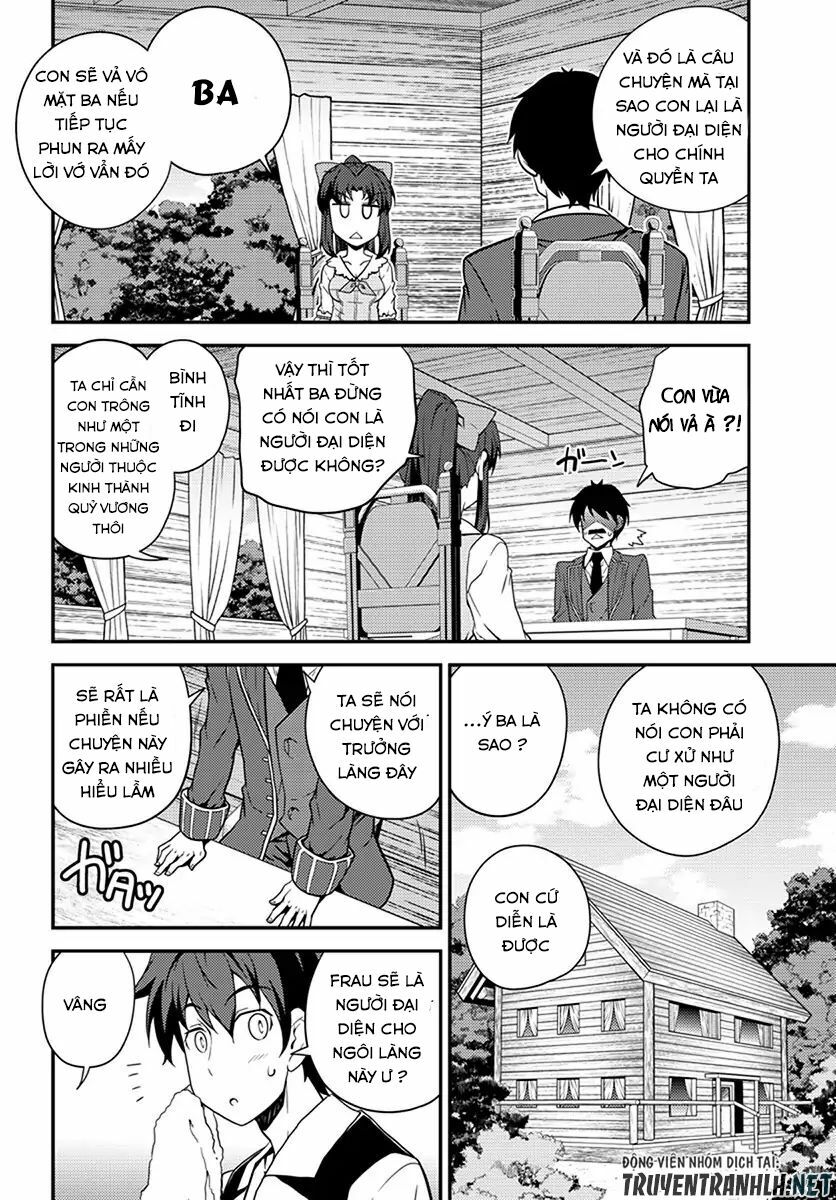 VÀ ĐÓ LÀ CÂU
CHUYỆN MÀ TẠI
SAO CON LẠI LÀ
NGƯỜI ĐẠI DIỆN
CHO CHÍNH
QUYỀN TA
BA
CON SẼ VẢ VÔ
MẶT BA NẾU
TIẾP TỤC
PHUN RA MẤY
LỜI VỚ VẨN ĐÓ
CON VỪA
NÓI VẢ À ?!
ガーン
VẬY THÌ TỐT
NHẤT BA ĐỪNG
CÓ NÓI CON LÀ
NGƯỜI ĐẠI DIỆN
ĐƯỢC KHÔNG?
BÌNH
TĨNH
ĐI
TA CHỈ CẦN
CON TRÔNG
NHƯ MỘT
TRONG NHỮNG
NGƯỜI THUỘC
KINH THÀNH
QUỶ VƯƠNG
THÔI
TA KHÔNG CÓ
NÓI CON PHẢI
CƯ XỬ NHƯ
MỘT NGƯỜI
ĐẠI DIỆN ĐÂU
...Ý BA LÀ
SAO ?
CON CỨ
DIỄN LÀ
ĐƯỢC
TA SẼ NÓI
CHUYỆN VỚI
TRƯỞNG
LÀNG ĐÂY
SẼ RẤT LÀ
PHIỀN NẾU
CHUYỆN NÀY
GÂY RA NHIỀU
HIỂU LẦM
ガタッ
FRAU SẼ LÀ
NGƯỜI ĐẠI
DIỆN CHO
NGÔI LÀNG
NÀY Ư ?
VÂNG
ĐỘNG VIÊN NHÓM DỊCH TẠI:
TRUYENTRANHLH.NET